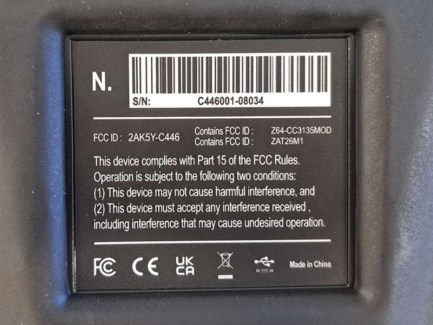 N.
S/N: C446001-08034
FCC ID : 2AK5Y-C446 Contains FCC ID : Z64-CC3135MOD
Contains FCC ID : ZAT26M1
This device complies with Part 15 of the FCC Rules.
Operation is subject to the following two conditions:
(1) This device may not cause harmful interference, and
(2) This device must accept any interference received ,
including interference that may cause undesired operation.
FC CE UK
CA
Made in China